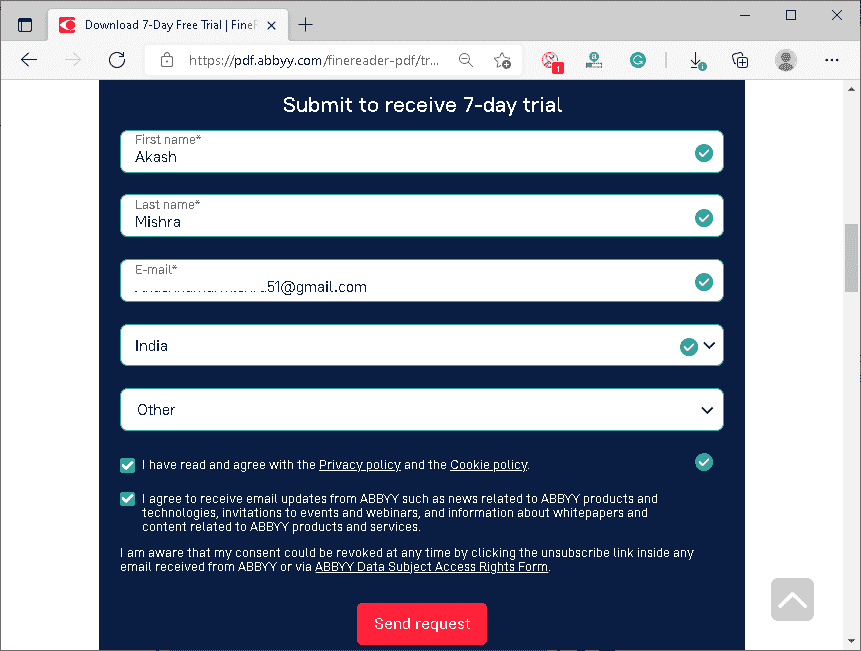 Download 7-Day Free Trial | FineR
https://pdf.abbyy.com/finereader-pdf/tr...
1
Submit to receive 7-day trial
First name*
Akash
Last name*
Mishra
E-mail*
51@gmail.com
India
Other
I have read and agree with the Privacy policy and the Cookie policy.
I agree to receive email updates from ABBYY such as news related to ABBYY products and
technologies, invitations to events and webinars, and information about whitepapers and
content related to ABBYY products and services.
I am aware that my consent could be revoked at any time by clicking the unsubscribe link inside any
email received from ABBYY or via ABBYY Data Subject Access Rights Form.
Send request